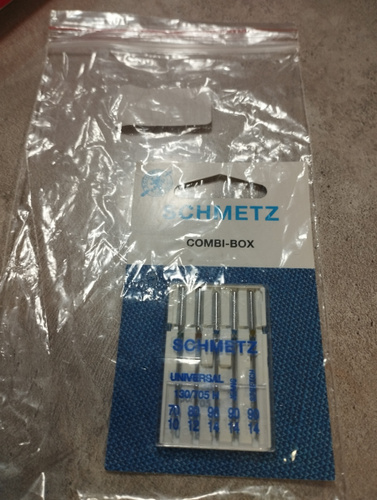 SCHMETZ
COMBI-BOX
SCHMETZ
UNIVERSAL
130/705 H
70 80 90 90 90
10 12 14 14 14